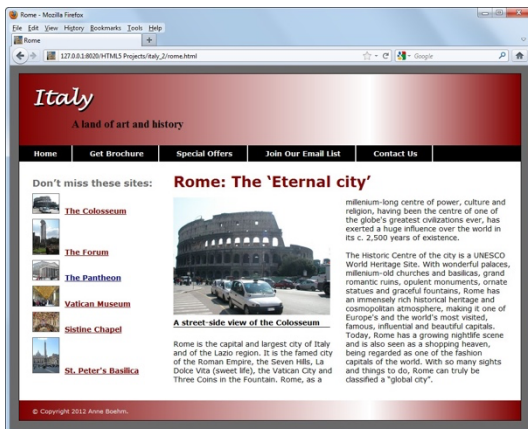 Rome - Mozilla Firefox
File Edit View History Bookmarks Tools Help
Rome
127.0.0.1:8020/HTML5 Projects/italy_2/rome.html
Google
Italy
A land of art and history
Home
Get Brochure
Special Offers
Join Our Email List
Contact Us
Don't miss these sites:
The Colosseum
The Forum
The Pantheon
Vatican Museum
Sistine Chapel
St. Peter's Basilica
Rome: The ‘Eternal city’
A street-side view of the Colosseum
Rome is the capital and largest city of Italy
and of the Lazio region. It is the famed city
of the Roman Empire, the Seven Hills, La
Dolce Vita (sweet life), the Vatican City and
Three Coins in the Fountain. Rome, as a
millenium-long centre of power, culture and
religion, having been the centre of one of
the globe's greatest civilizations ever, has
exerted a huge influence over the world in
its c. 2,500 years of existence.
The Historic Centre of the city is a UNESCO
World Heritage Site. With wonderful palaces,
millenium-old churches and basilicas, grand
romantic ruins, opulent monuments, ornate
statues and graceful fountains, Rome has
an immensely rich historical heritage and
cosmopolitan atmosphere, making it one of
Europe's and the world's most visited,
famous, influential and beautiful capitals.
Today, Rome has a growing nightlife scene
and is also seen as a shopping heaven,
being regarded as one of the fashion
capitals of the world. With so many sights
and things to do, Rome can truly be
classified a "global city".
© Copyright 2012 Anne Boehm.